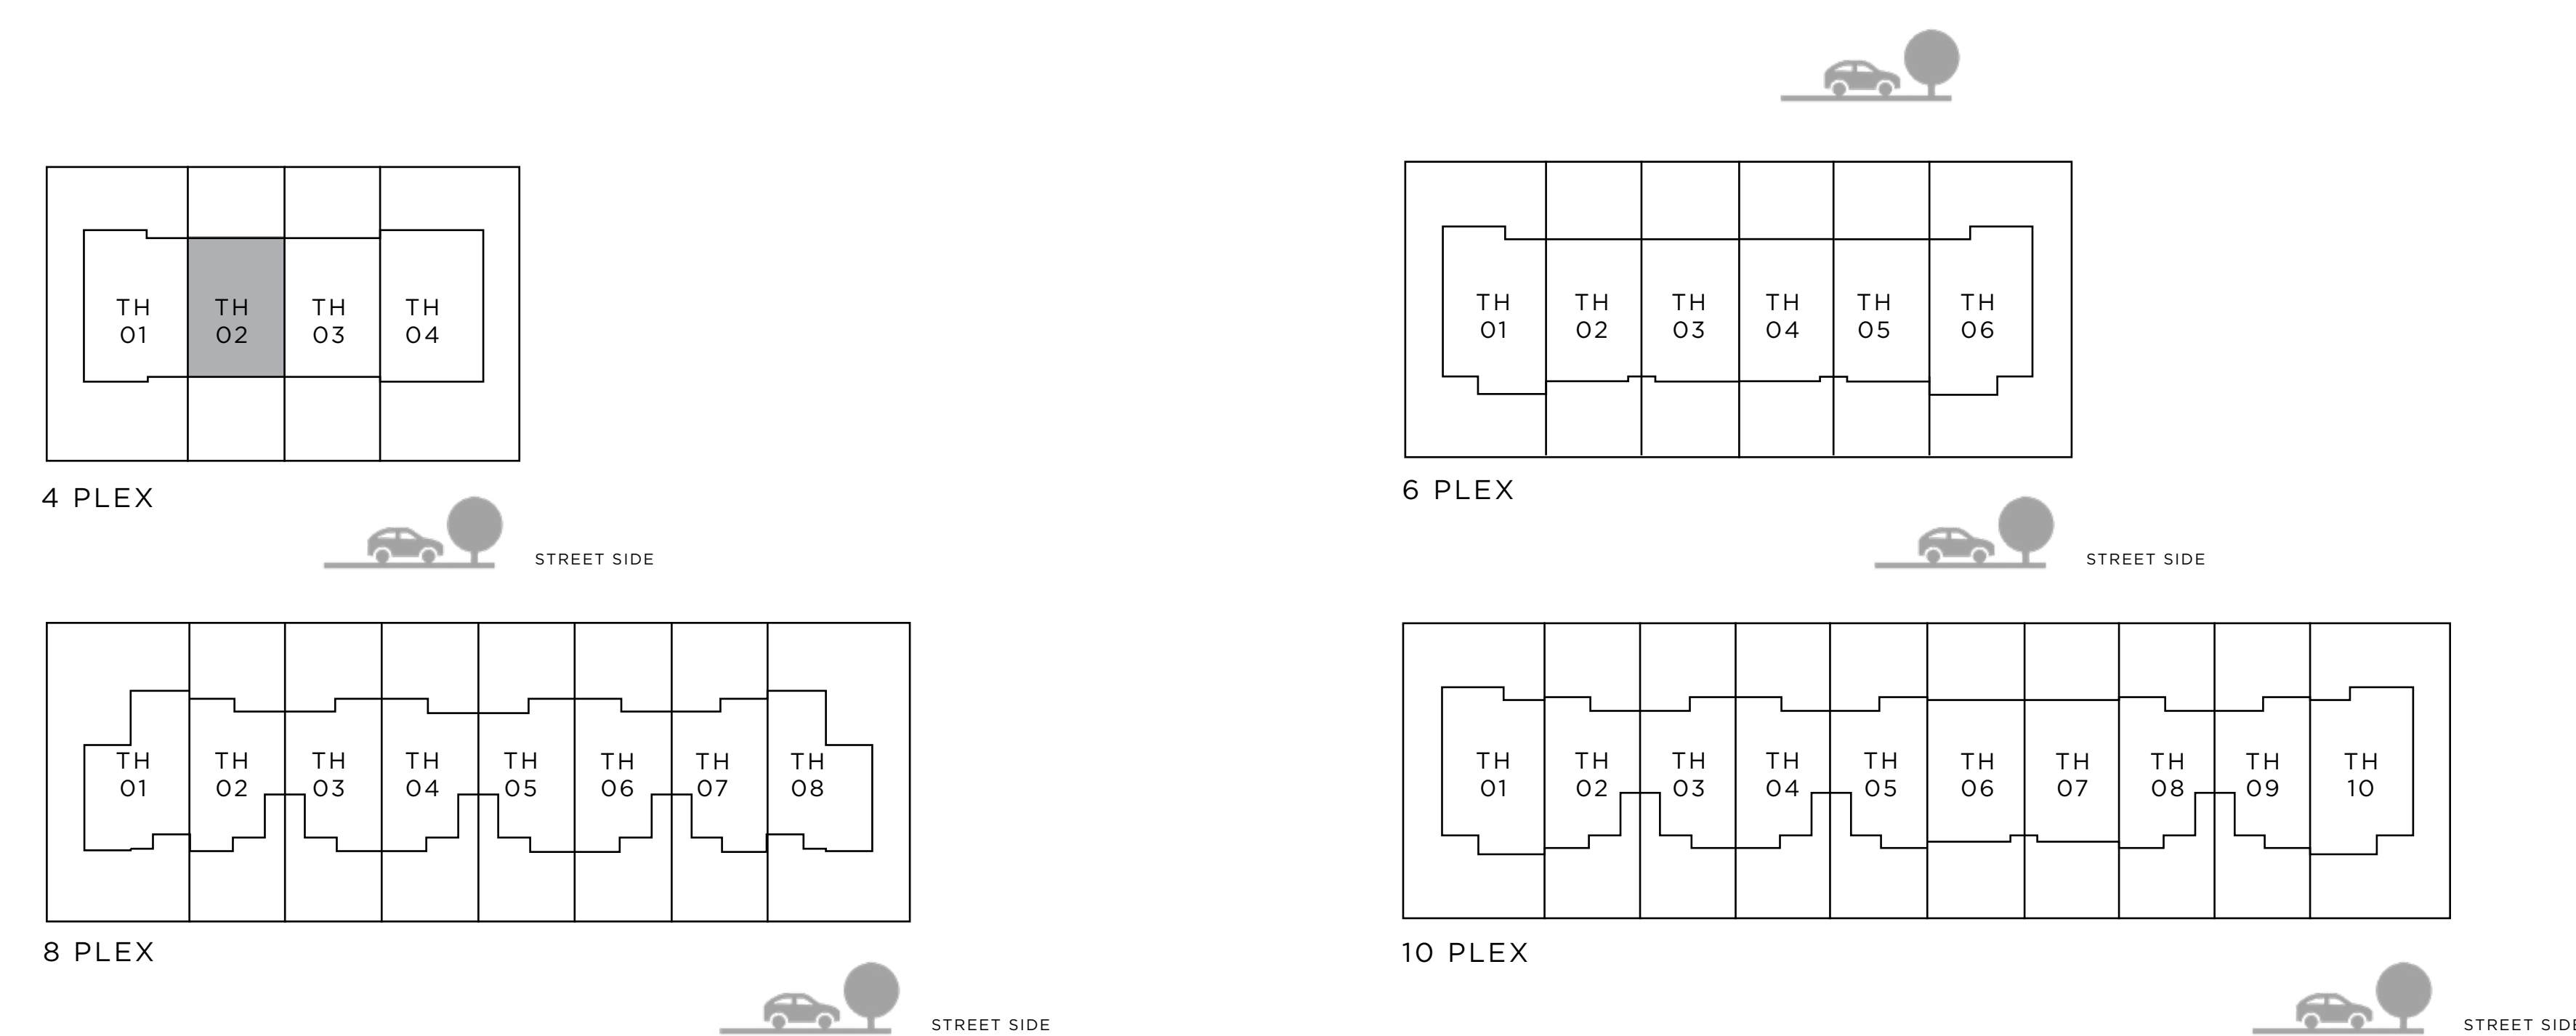 TH TH TH TH
01 02 03 04
4 PLEX
STREET SIDE
TH TH TH TH TH TH
01 02 03 04 05 06
6 PLEX
STREET SIDE
TH TH TH TH TH TH TH TH
01 02 03 04 05 06 07 08
8 PLEX
STREET SIDE
TH TH TH TH TH TH TH TH TH TH
01 02 03 04 05 06 07 08 09 10
10 PLEX
STREET SIDE